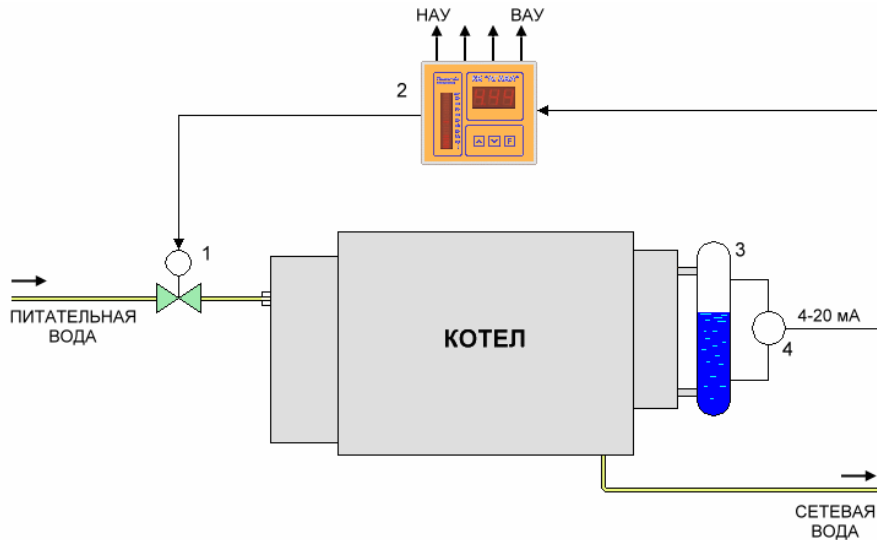 НАУ
ВАУ
2
F
1
3
ПИТАТЕЛЬНАЯ
ВОДА
КОТЕЛ
4-20 мА
4
СЕТЕВАЯ
ВОДА